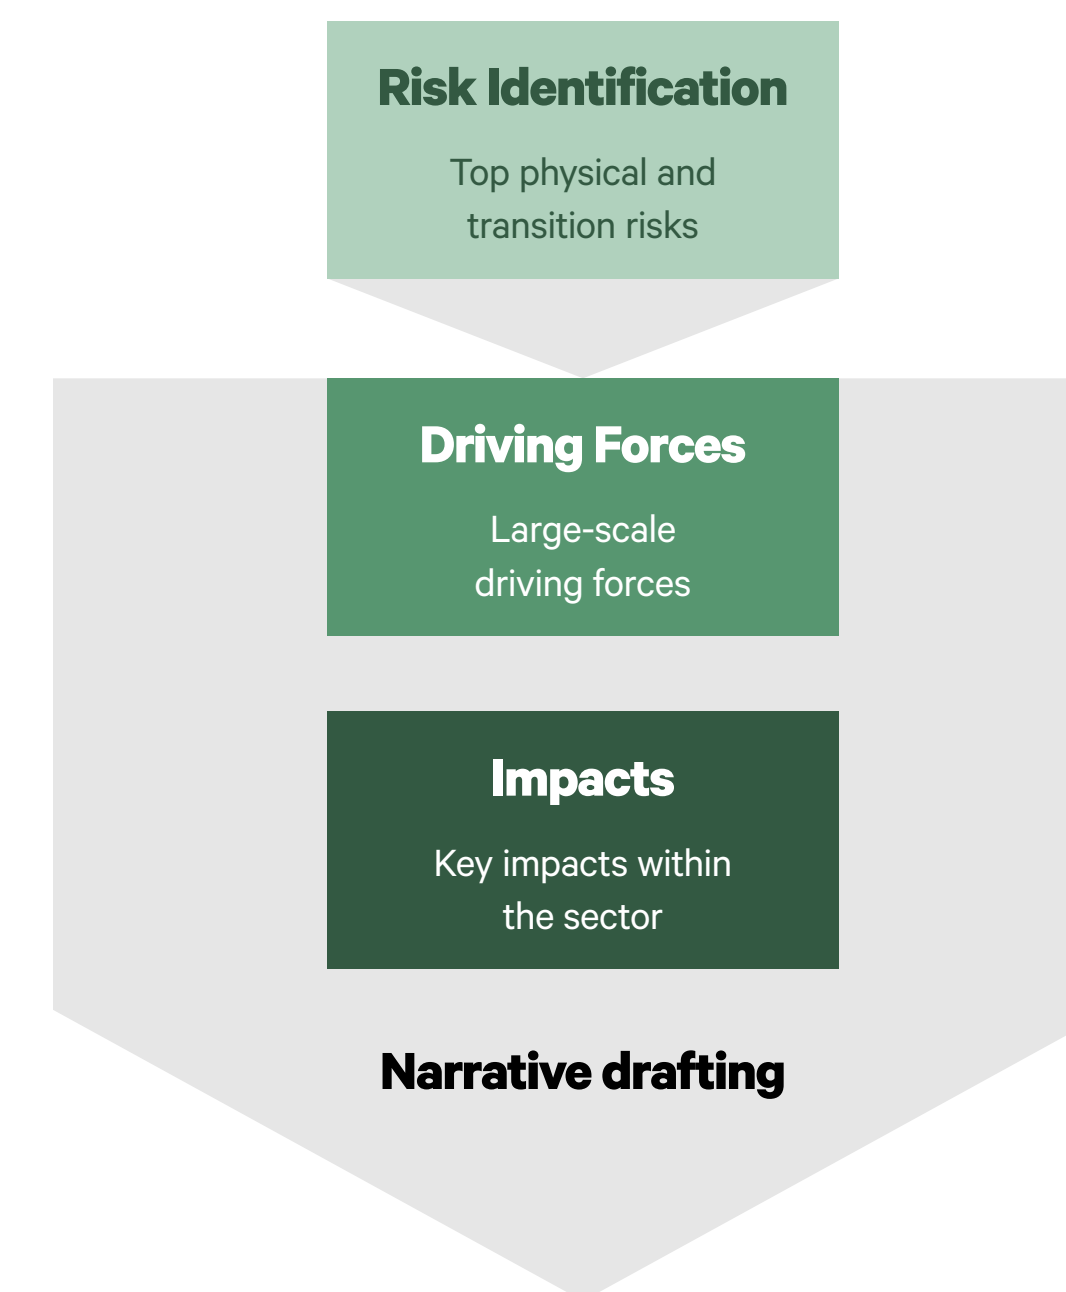 Risk Identification
Top physical and
transition risks
Driving Forces
Large-scale
driving forces
Impacts
Key impacts within
the sector
Narrative drafting